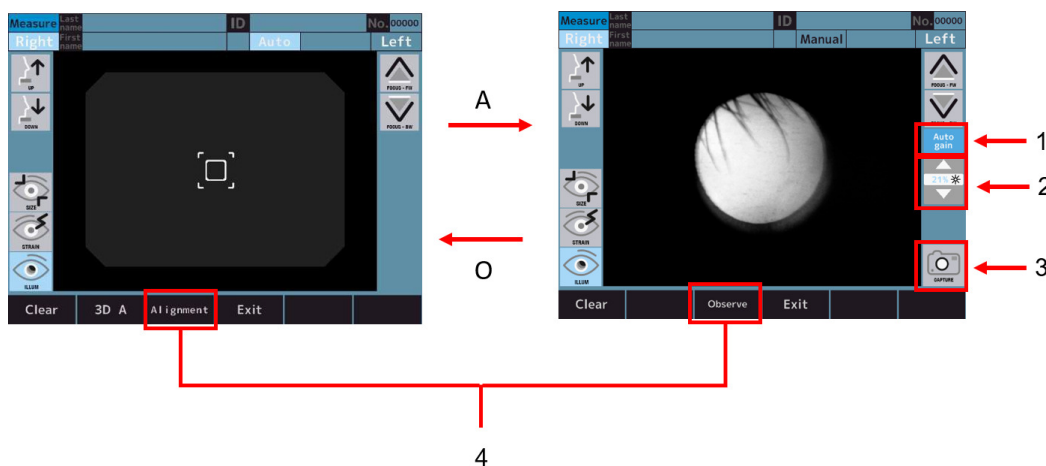 Measure Last name ID No. 00000
Right First name Auto Left
UP
FOCUS - FW
DOWN
FOCUS - BW
SIZE
STRAIN
ILLUM
Clear 3D A Alignment Exit
A
O
Measure Last name ID No. 00000
Right First name Manual Left
UP
FOCUS - FW
DOWN
Auto gain
1
21%
2
SIZE
STRAIN
ILLUM
CAPTURE
3
Clear Observe Exit
4